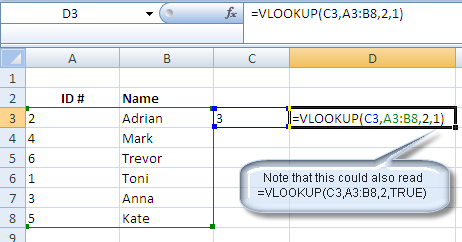 D3
=VLOOKUP(C3,A3:B8,2,1)
A B C D
1
2 ID # Name
3 2 Adrian 3 =VLOOKUP(C3,A3:B8,2,1)
4 4 Mark
5 6 Trevor
6 1 Toni
7 3 Anna
8 5 Kate
9
Note that this could also read
=VLOOKUP(C3,A3:B8,2,TRUE)